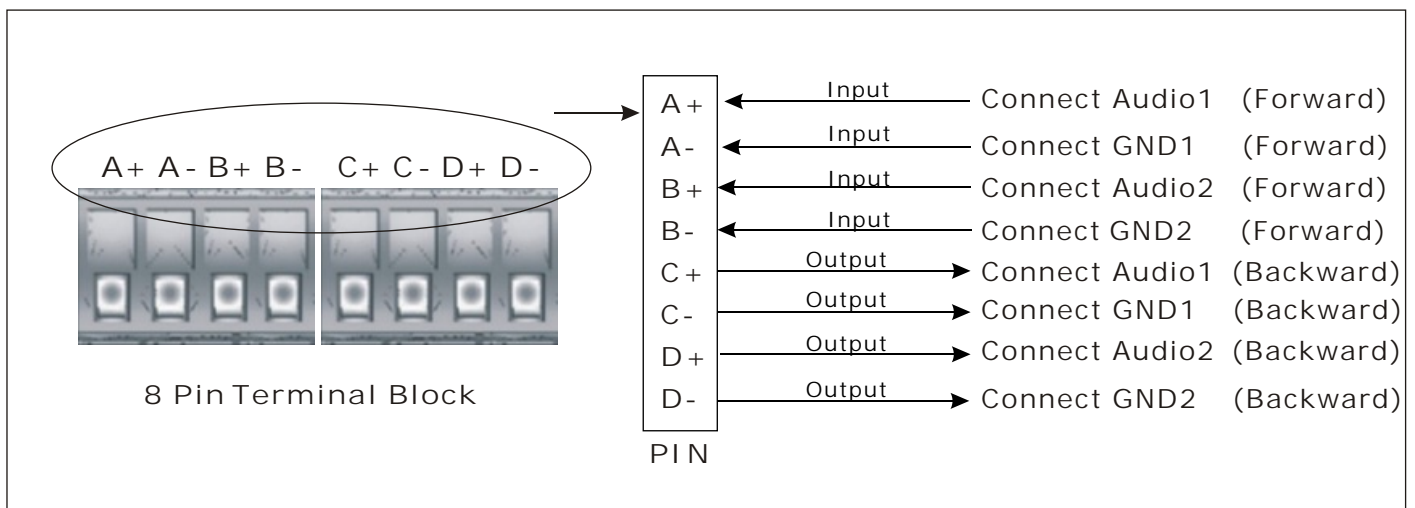 A+ A- B+ B- C+ C- D+ D-
8 Pin Terminal Block
A+ Input Connect Audio1 (Forward)
A- Input Connect GND1 (Forward)
B+ Input Connect Audio2 (Forward)
B- Input Connect GND2 (Forward)
C+ Output Connect Audio1 (Backward)
C- Output Connect GND1 (Backward)
D+ Output Connect Audio2 (Backward)
D- Output Connect GND2 (Backward)
PIN